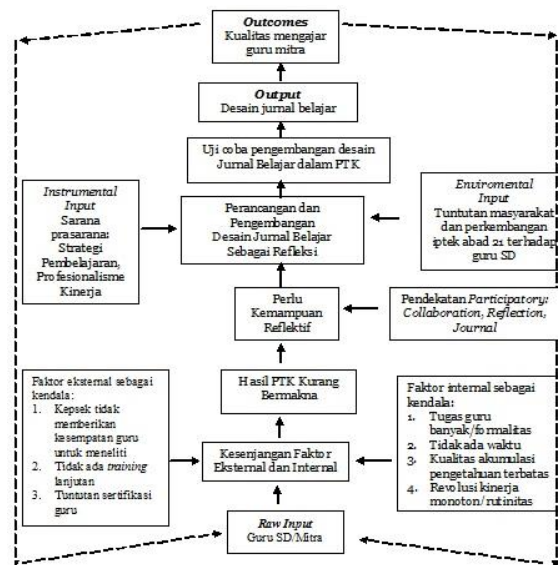 Outcomes
Kualitas mengajar
guru mitra
Output
Desain jurnal belajar
Uji coba pengembangan desain
Jurnal Belajar dalam PTK
Instrumental
Input
Sarana
prasarana:
Strategi
Pembelajaran,
Profesionalisme
Kinerja
Perancangan dan
Pengembangan
Desain Jurnal Belajar
Sebagai Refleksi
Enviromental
Input
Tuntutan masyarakat
dan perkembangan
iptek abad 21 terhadap
guru SD
Perlu
Kemampuan
Reflektif
Pendekatan Participatory:
Collaboration, Reflection,
Journal
Hasil PTK Kurang
Bermakna
Faktor eksternal sebagai
kendala:
1. Kepsek tidak
memberikan
kesempatan guru
untuk meneliti
2. Tidak ada training
lanjutan
3. Tuntutan sertifikasi
guru
Kesenjangan Faktor
Eksternal dan Internal
Faktor internal sebagai
kendala:
1. Tugas guru
banyak/formalitas
2. Tidak ada waktu
3. Kualitas akumulasi
pengetahuan terbatas
4. Revolusi kinerja
monoton/rutinitas
Raw Input
Guru SD/Mitra